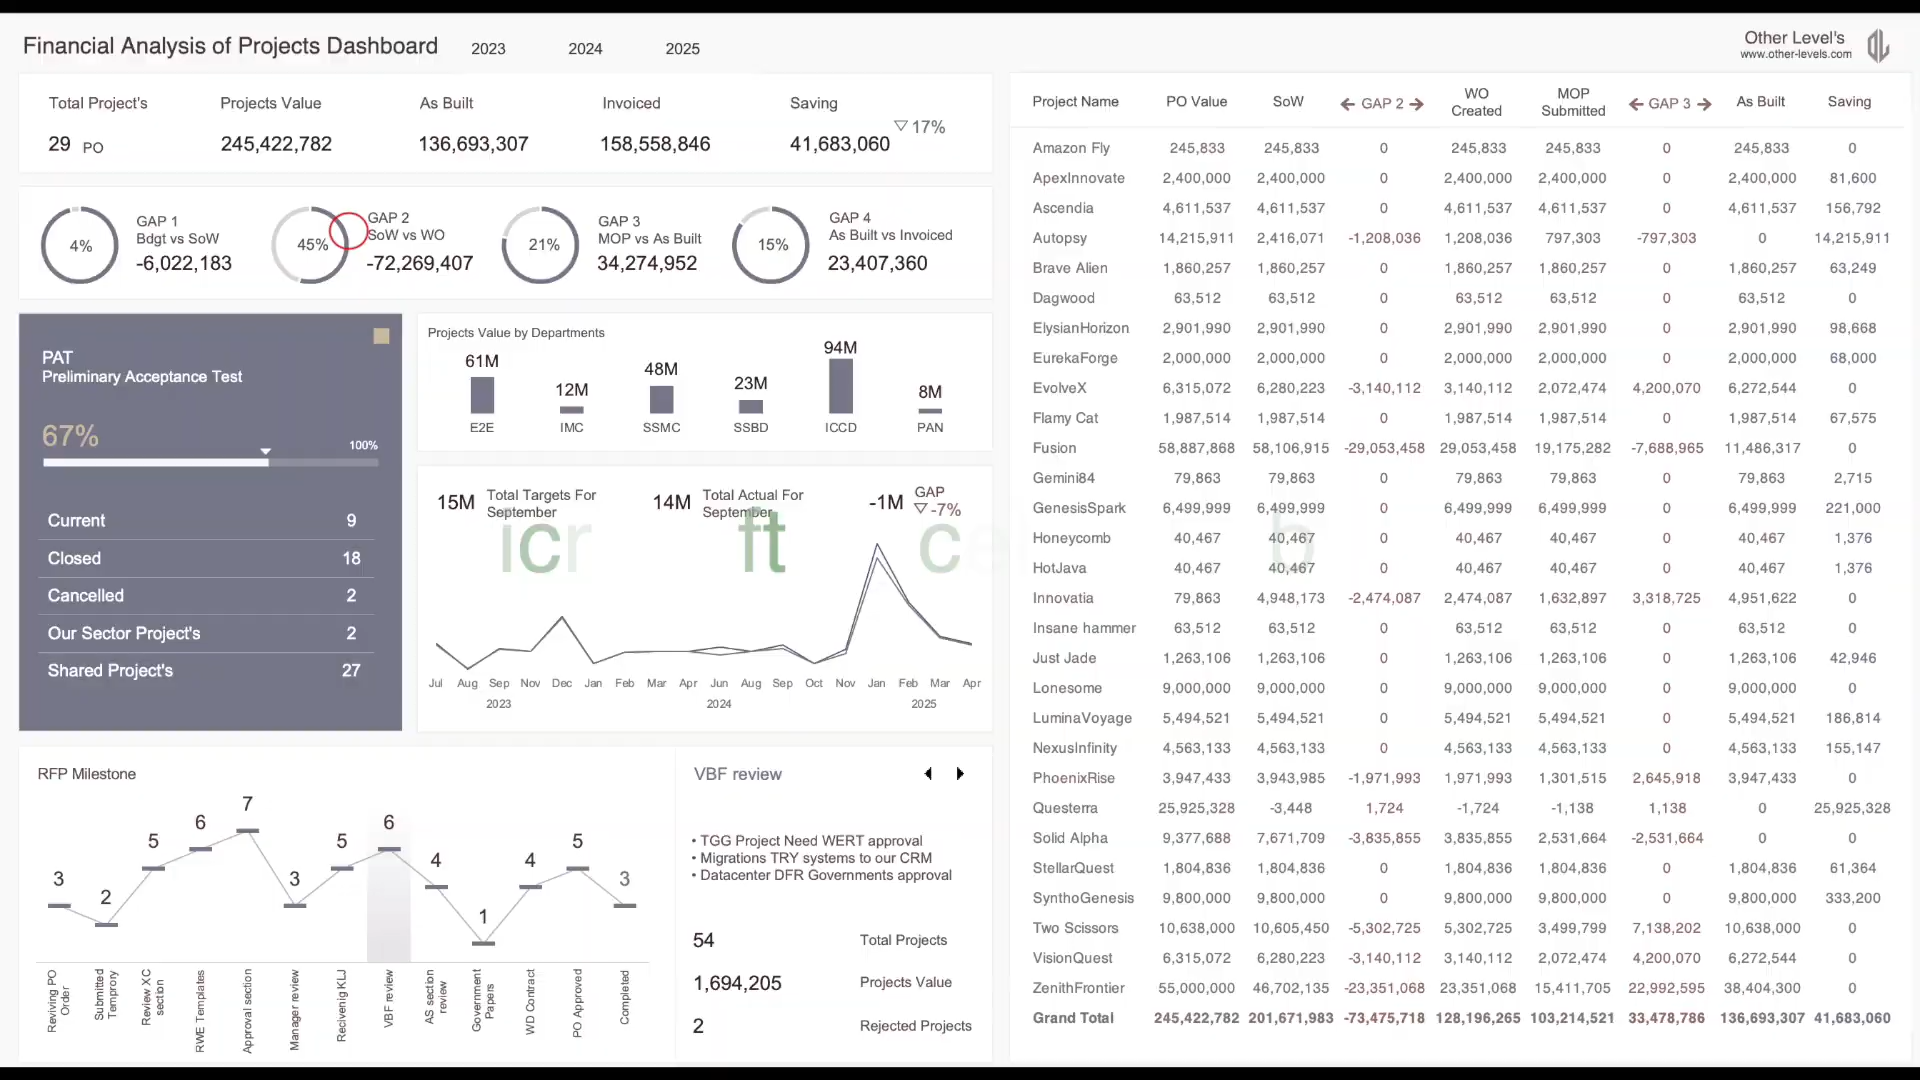 Financial Analysis of Projects Dashboard 2023 2024 2025
Other Level's
www.other-levels.com
Total Project's Projects Value As Built Invoiced Saving
29 PO 245,422,782 136,693,307 158,558,846 41,683,060 ▽ 17%
4% GAP 1
Bdgt vs SoW
-6,022,183
45% GAP 2
SoW vs WO
-72,269,407
21% GAP 3
MOP vs As Built
34,274,952
15% GAP 4
As Built vs Invoiced
23,407,360
PAT
Preliminary Acceptance Test
67%
100%
Current 9
Closed 18
Cancelled 2
Our Sector Project's 2
Shared Project's 27
Projects Value by Departments
61M 12M 48M 23M 94M 8M
E2E IMC SSMC SSBD ICCD PAN
15M Total Targets For
September
14M Total Actual For
September
-1M GAP
▽ -7%
Jul Aug Sep Nov Dec Jan Feb Mar Apr Jun Aug Sep Oct Nov Jan Feb Mar Apr
2023 2024 2025
RFP Milestone
3 2 5 6 7 3 5 6 4 1 4 5 3
Reviving PO
Order
Submitted
Temprory
Review XC
section
RWE Templates
Approval section
Manager review
Recivenig KLJ
VBF review
AS section
review
Government
Papers
WD Contract
PO Approved
Completed
VBF review
• TGG Project Need WERT approval
• Migrations TRY systems to our CRM
• Datacenter DFR Governments approval
54 Total Projects
1,694,205 Projects Value
2 Rejected Projects
Project Name PO Value SoW ← GAP 2 → WO Created MOP Submitted ← GAP 3 → As Built Saving
Amazon Fly 245,833 245,833 0 245,833 245,833 0 245,833 0
ApexInnovate 2,400,000 2,400,000 0 2,400,000 2,400,000 0 2,400,000 81,600
Ascendia 4,611,537 4,611,537 0 4,611,537 4,611,537 0 4,611,537 156,792
Autopsy 14,215,911 2,416,071 -1,208,036 1,208,036 797,303 -797,303 0 14,215,911
Brave Alien 1,860,257 1,860,257 0 1,860,257 1,860,257 0 1,860,257 63,249
Dagwood 63,512 63,512 0 63,512 63,512 0 63,512 0
ElysianHorizon 2,901,990 2,901,990 0 2,901,990 2,901,990 0 2,901,990 98,668
EurekaForge 2,000,000 2,000,000 0 2,000,000 2,000,000 0 2,000,000 68,000
EvolveX 6,315,072 6,280,223 -3,140,112 3,140,112 2,072,474 4,200,070 6,272,544 0
Flamy Cat 1,987,514 1,987,514 0 1,987,514 1,987,514 0 1,987,514 67,575
Fusion 58,887,868 58,106,915 -29,053,458 29,053,458 19,175,282 -7,688,965 11,486,317 0
Gemini84 79,863 79,863 0 79,863 79,863 0 79,863 2,715
GenesisSpark 6,499,999 6,499,999 0 6,499,999 6,499,999 0 6,499,999 221,000
Honeycomb 40,467 40,467 0 40,467 40,467 0 40,467 1,376
HotJava 40,467 40,467 0 40,467 40,467 0 40,467 1,376
Innovatia 79,863 4,948,173 -2,474,087 2,474,087 1,632,897 3,318,725 4,951,622 0
Insane hammer 63,512 63,512 0 63,512 63,512 0 63,512 0
Just Jade 1,263,106 1,263,106 0 1,263,106 1,263,106 0 1,263,106 42,946
Lonesome 9,000,000 9,000,000 0 9,000,000 9,000,000 0 9,000,000 0
LuminaVoyage 5,494,521 5,494,521 0 5,494,521 5,494,521 0 5,494,521 186,814
NexusInfinity 4,563,133 4,563,133 0 4,563,133 4,563,133 0 4,563,133 155,147
PhoenixRise 3,947,433 3,943,985 -1,971,993 1,971,993 1,301,515 2,645,918 3,947,433 0
Questerra 25,925,328 -3,448 1,724 -1,724 -1,138 1,138 0 25,925,328
Solid Alpha 9,377,688 7,671,709 -3,835,855 3,835,855 2,531,664 -2,531,664 0 0
StellarQuest 1,804,836 1,804,836 0 1,804,836 1,804,836 0 1,804,836 61,364
SynthoGenesis 9,800,000 9,800,000 0 9,800,000 9,800,000 0 9,800,000 333,200
Two Scissors 10,638,000 10,605,450 -5,302,725 5,302,725 3,499,799 7,138,202 10,638,000 0
VisionQuest 6,315,072 6,280,223 -3,140,112 3,140,112 2,072,474 4,200,070 6,272,544 0
ZenithFrontier 55,000,000 46,702,135 -23,351,068 23,351,068 15,411,705 22,992,595 38,404,300 0
Grand Total 245,422,782 201,671,983 -73,475,718 128,196,265 103,214,521 33,478,786 136,693,307 41,683,060